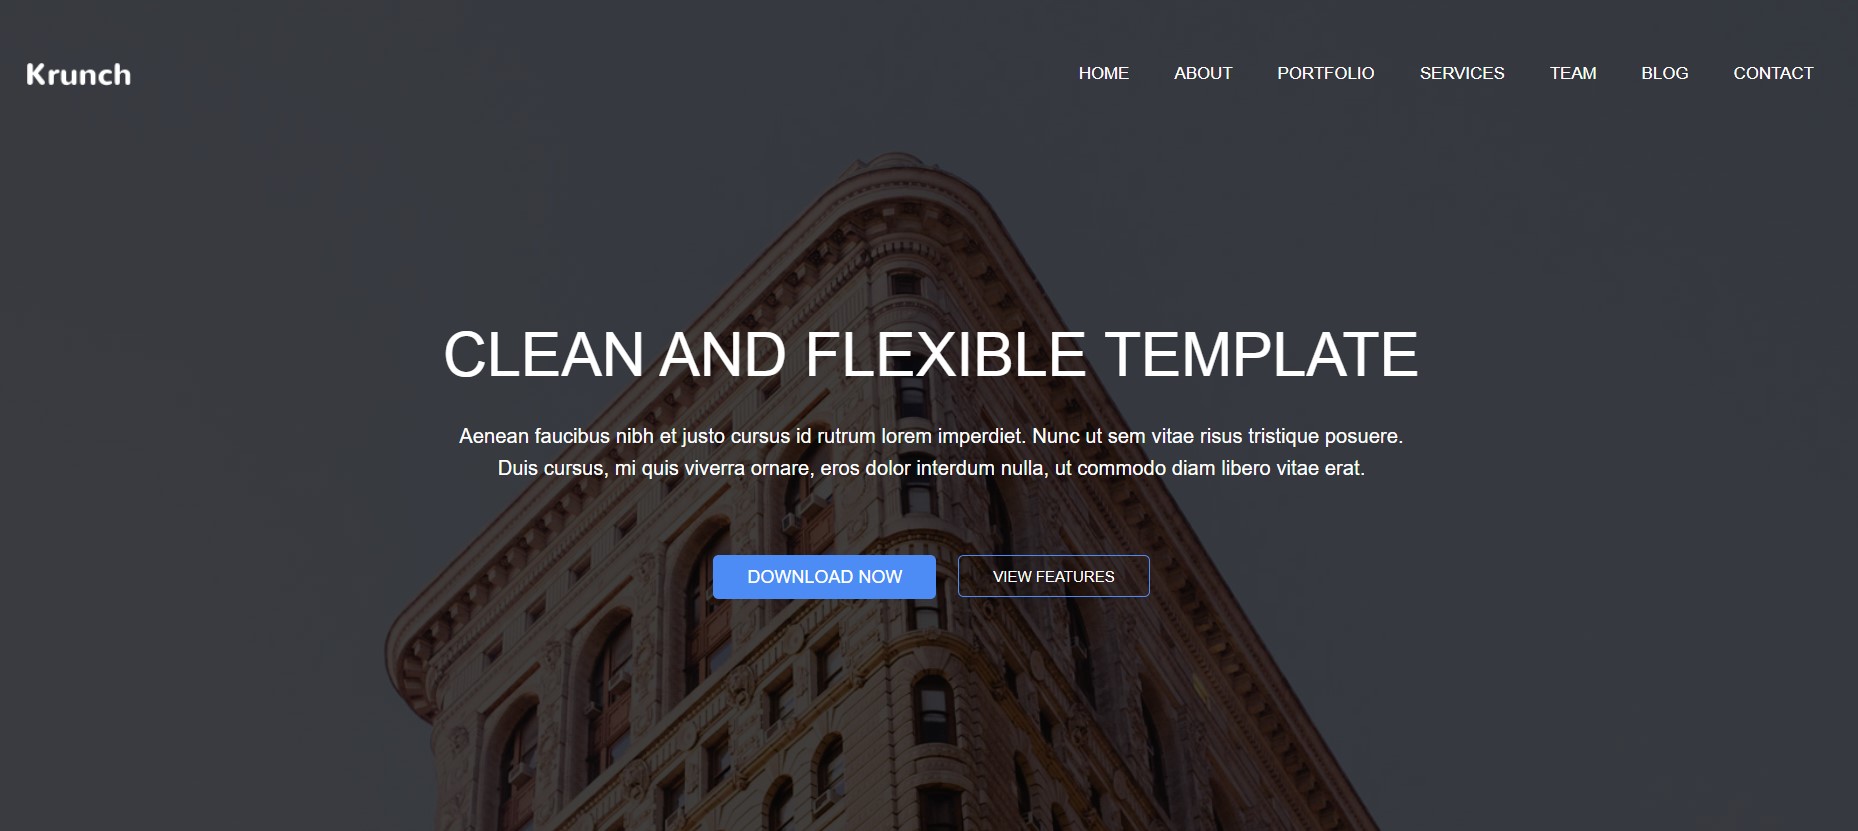 Krunch
HOME ABOUT PORTFOLIO SERVICES TEAM BLOG CONTACT
CLEAN AND FLEXIBLE TEMPLATE
Aenean faucibus nibh et justo cursus id rutrum lorem imperdiet. Nunc ut sem vitae risus tristique posuere.
Duis cursus, mi quis viverra ornare, eros dolor interdum nulla, ut commodo diam libero vitae erat.
DOWNLOAD NOW VIEW FEATURES